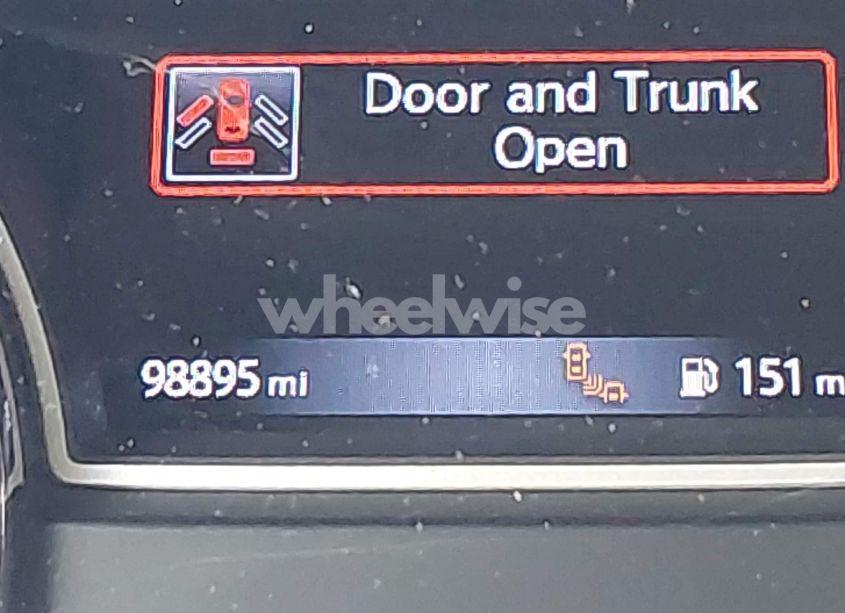 Door and Trunk
Open
wheelwise
98895 mi
151 m